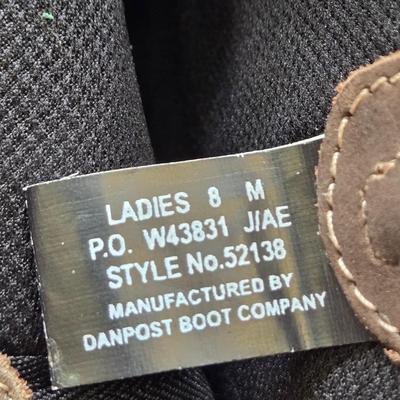 LADIES 8 M
P.O. W43831 J/AE
STYLE No.52138
MANUFACTURED BY
DANPOST BOOT COMPANY